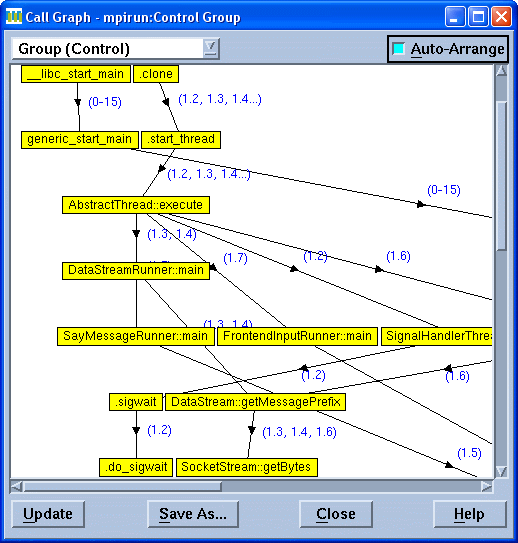 Call Graph - mpirun:Control Group
Group (Control)
Auto-Arrange
__libc_start_main
.clone
(0-15)
(1.2, 1.3, 1.4...)
generic_start_main
.start_thread
(1.2, 1.3, 1.4...)
(0-15)
AbstractThread::execute
(1.3, 1.4)
(1.7)
(1.2)
(1.6)
DataStreamRunner::main
(1.3, 1.4)
SayMessageRunner::main
FrontendInputRunner::main
SignalHandlerThrea
(1.2)
(1.6)
.sigwait
DataStream::getMessagePrefix
(1.2)
(1.3, 1.4, 1.6)
(1.5)
.do_sigwait
SocketStream::getBytes
Update
Save As...
Close
Help